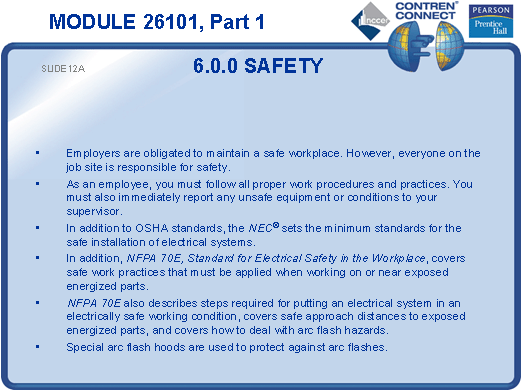 MODULE 26101, Part 1
nccer
CONTREN®
CONNECT
PEARSON
Prentice
Hall
SLIDE 12A
6.0.0 SAFETY
• Employers are obligated to maintain a safe workplace. However, everyone on the
job site is responsible for safety.
• As an employee, you must follow all proper work procedures and practices. You
must also immediately report any unsafe equipment or conditions to your
supervisor.
• In addition to OSHA standards, the NEC® sets the minimum standards for the
safe installation of electrical systems.
• In addition, NFPA 70E, Standard for Electrical Safety in the Workplace, covers
safe work practices that must be applied when working on or near exposed
energized parts.
• NFPA 70E also describes steps required for putting an electrical system in an
electrically safe working condition, covers safe approach distances to exposed
energized parts, and covers how to deal with arc flash hazards.
• Special arc flash hoods are used to protect against arc flashes.